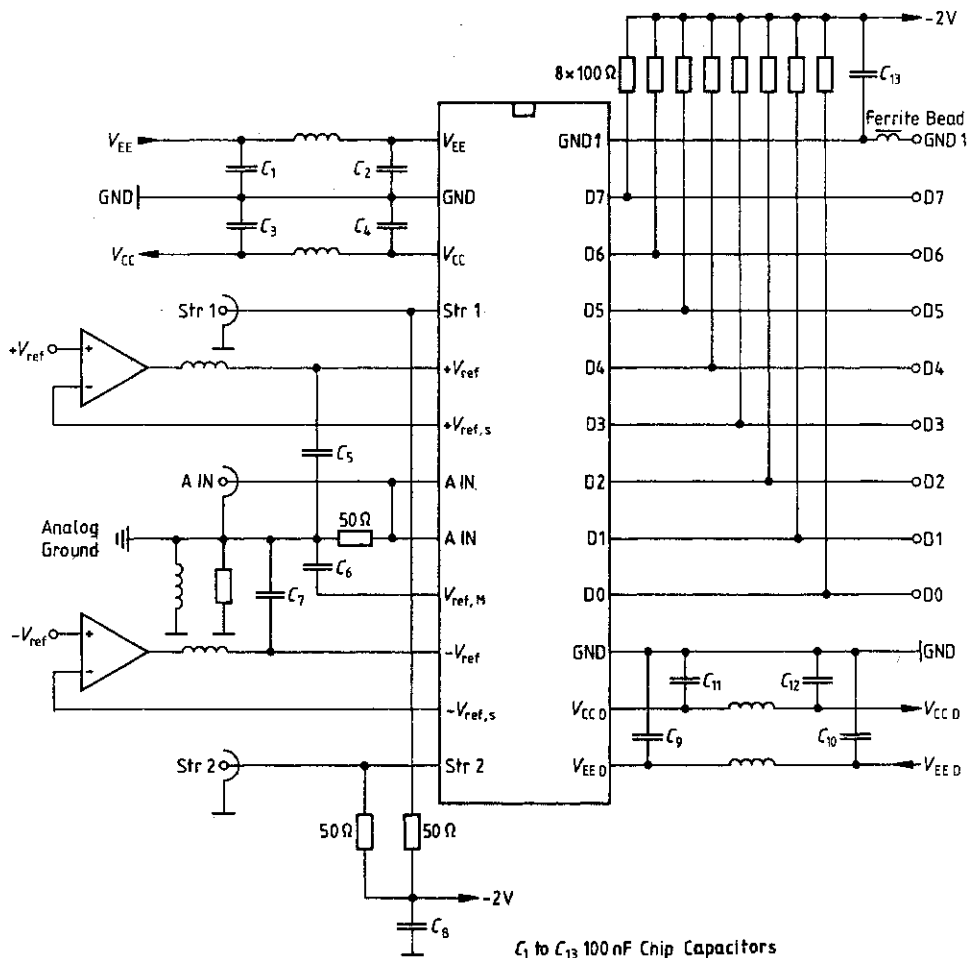 -2V
8×100Ω
C13
Ferrite Bead
GND 1
VEE
C1
C2
VEE
GND 1
GND
GND
D7
D7
C3
C4
VCC
VCC
D6
D6
Str 1
Str 1
D5
D5
+Vref
+
−
+Vref
D4
D4
+Vref,s
D3
D3
C5
A IN
A IN
D2
D2
Analog
Ground
50Ω
A IN
D1
D1
C6
C7
Vref,M
D0
D0
−Vref
+
−
−Vref
GND
GND
C11
C12
−Vref,s
VCC D
VCC D
C9
C10
Str 2
Str 2
VEE D
VEE D
50Ω
50Ω
-2V
C8
C1 to C13 100 nF Chip Capacitors